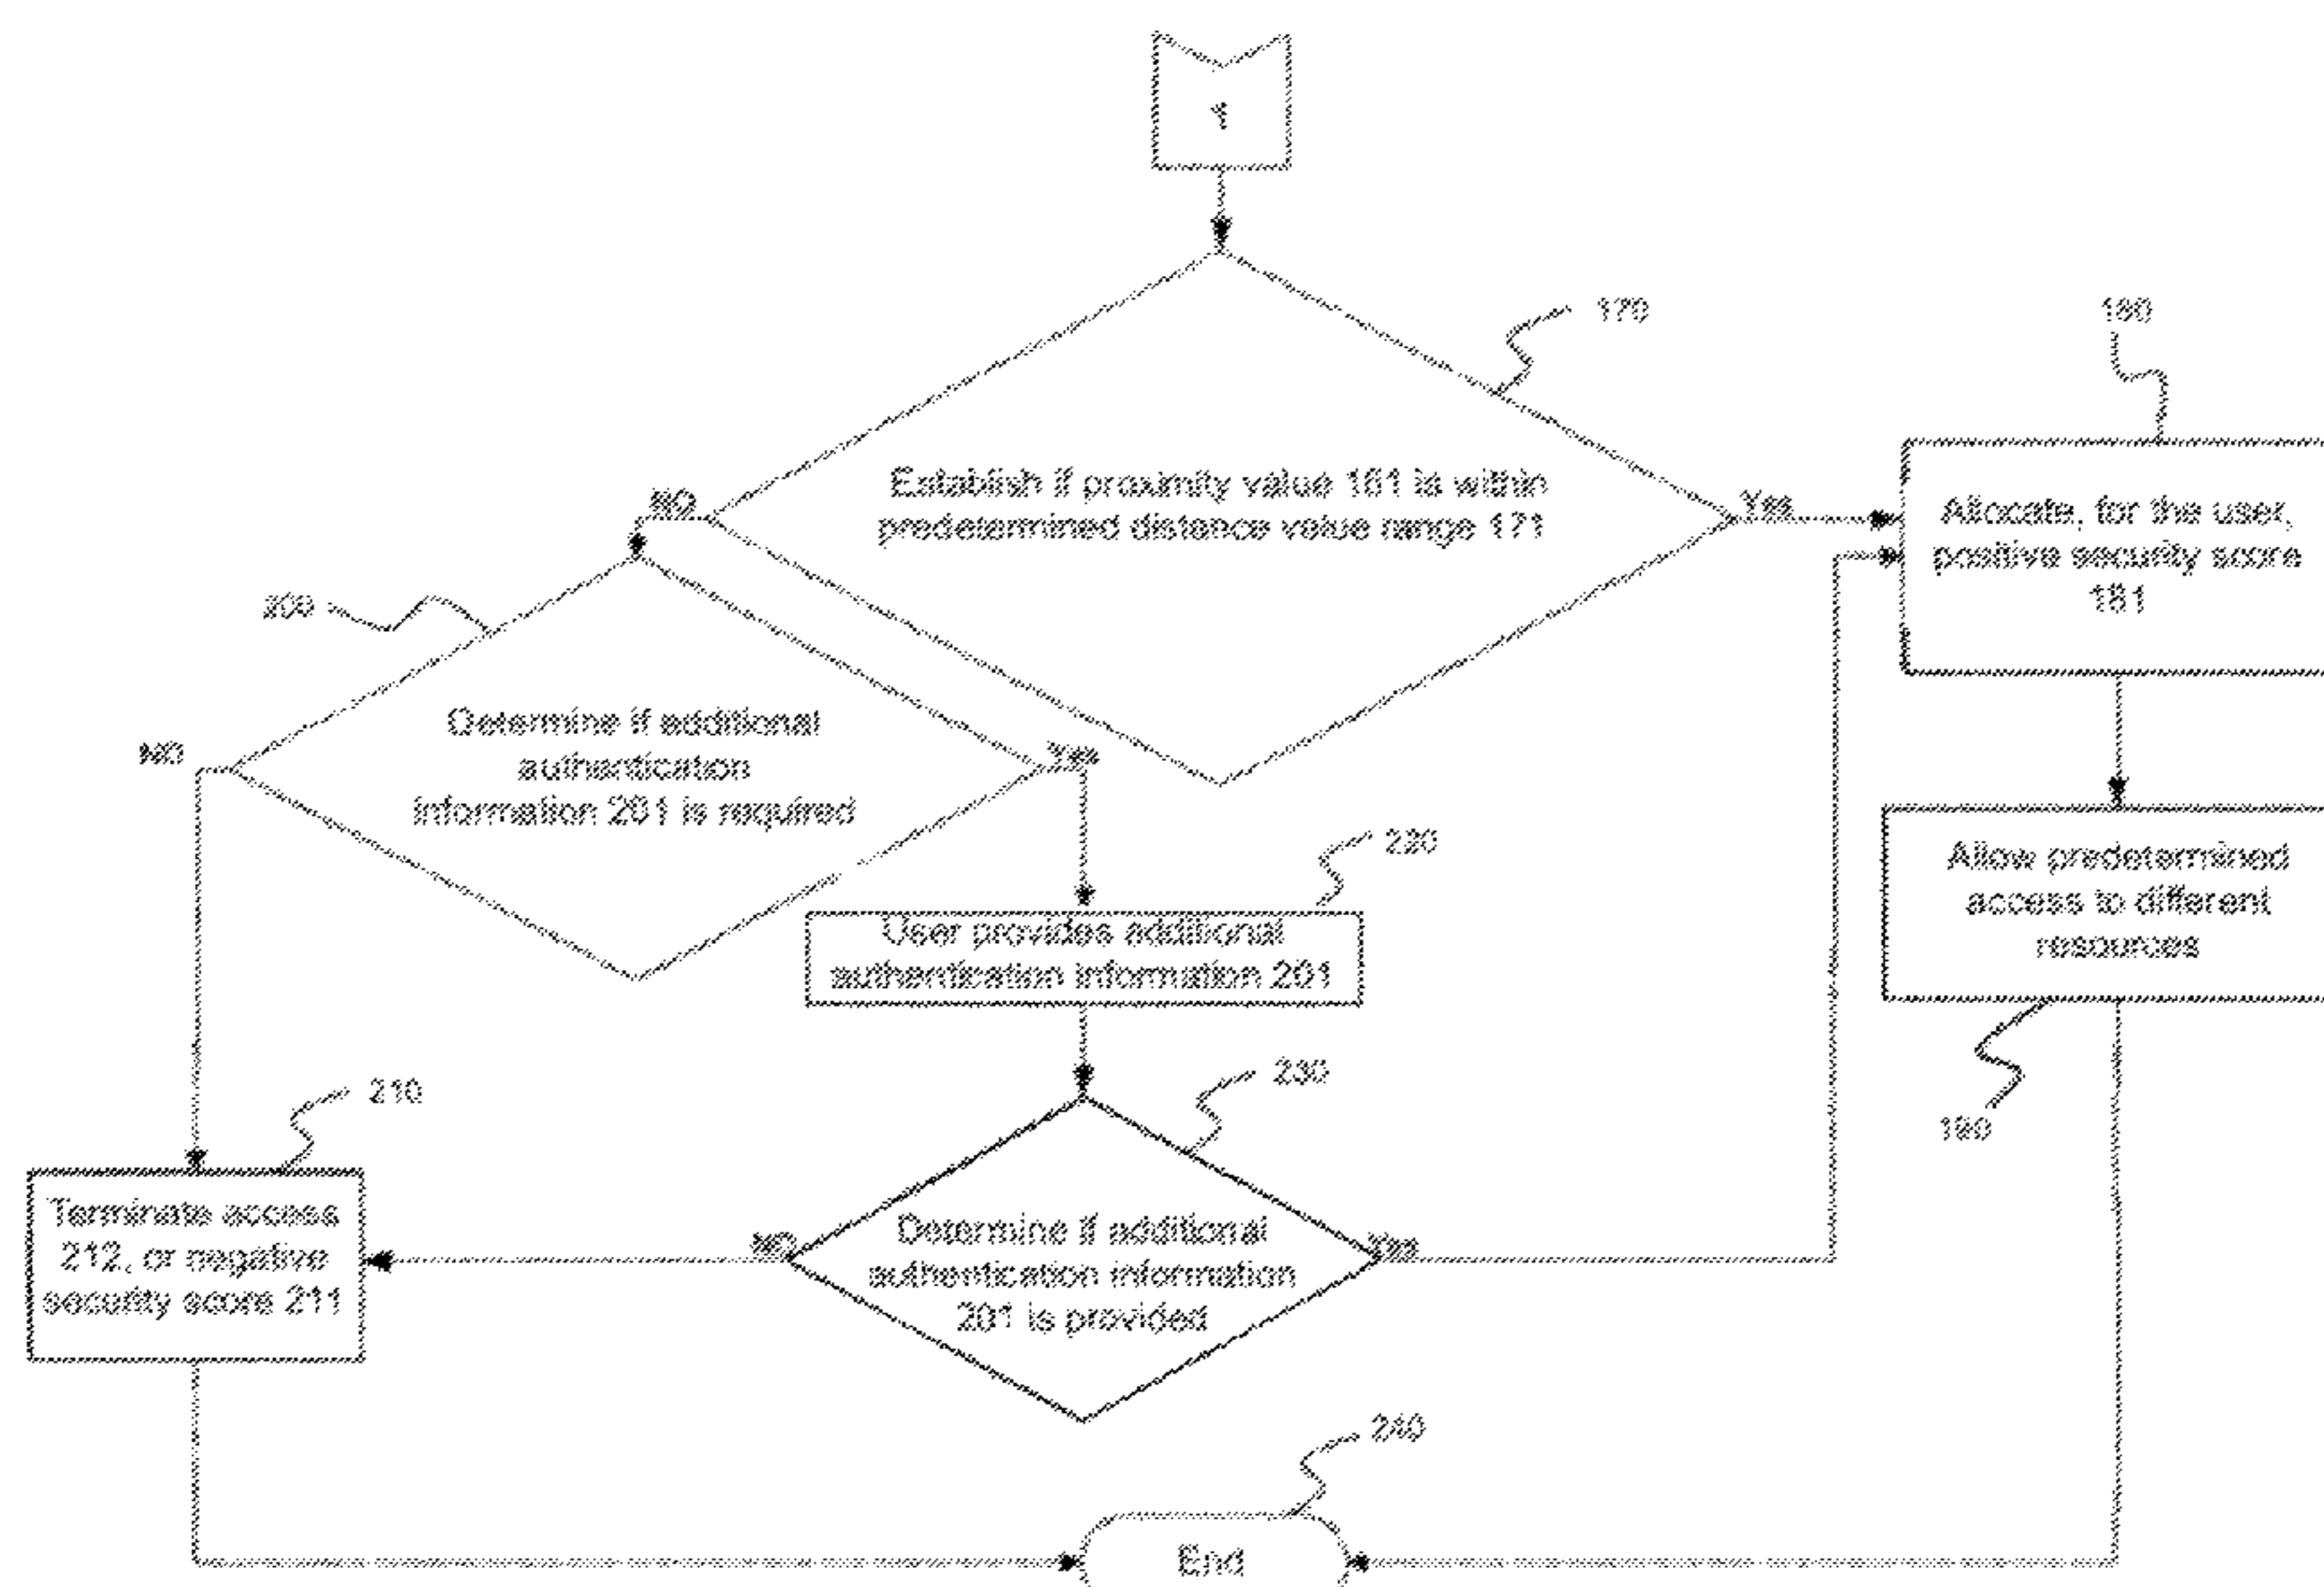 1
170
180
Establish if proximity value 161 is within
predetermined distance value range 171
NO
Yes
Allocate, for the user,
positive security score
181
200
Determine if additional
authentication
information 201 is required
NO
Yes
220
Allow predetermined
access to different
resources
User provides additional
authentication information 201
190
230
210
Terminate access
212, or negative
security score 211
NO
Determine if additional
authentication information
201 is provided
Yes
240
End